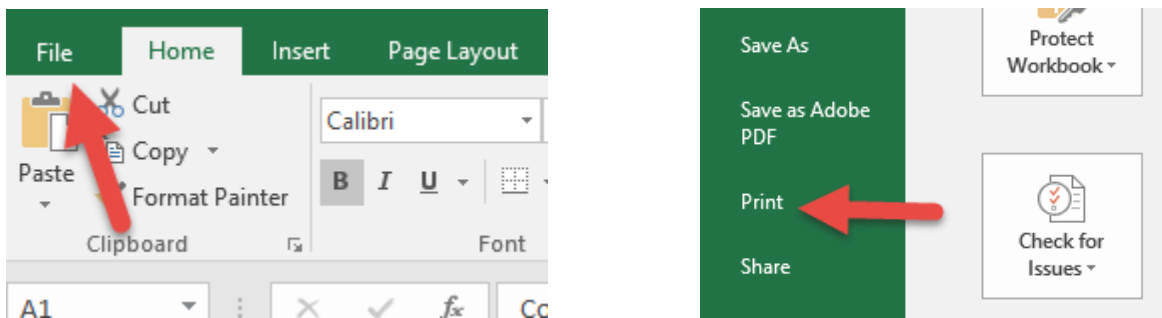 File Home Insert Page Layout
Cut
Calibri
Copy
Paste
B I U
Format Painter
Clipboard Font
A1 fx Co
Save As
Protect
Workbook
Save as Adobe
PDF
Print
Check for
Issues
Share